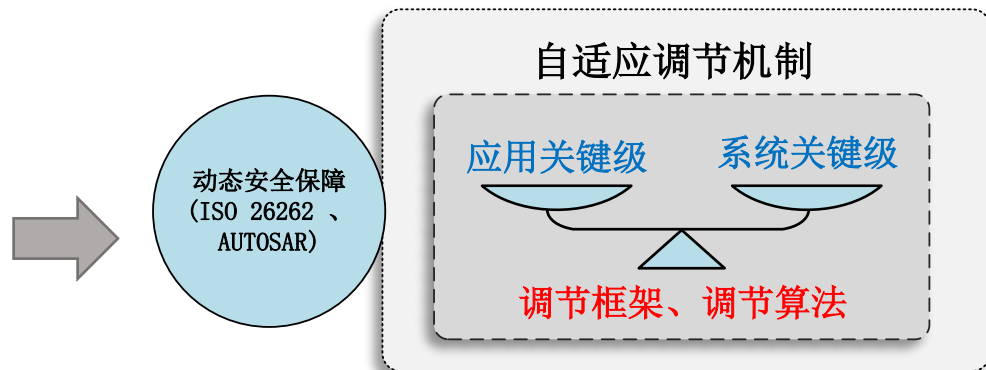 自适应调节机制
应用关键级
系统关键级
动态安全保障
(ISO 26262 、
AUTOSAR)
调节框架、调节算法